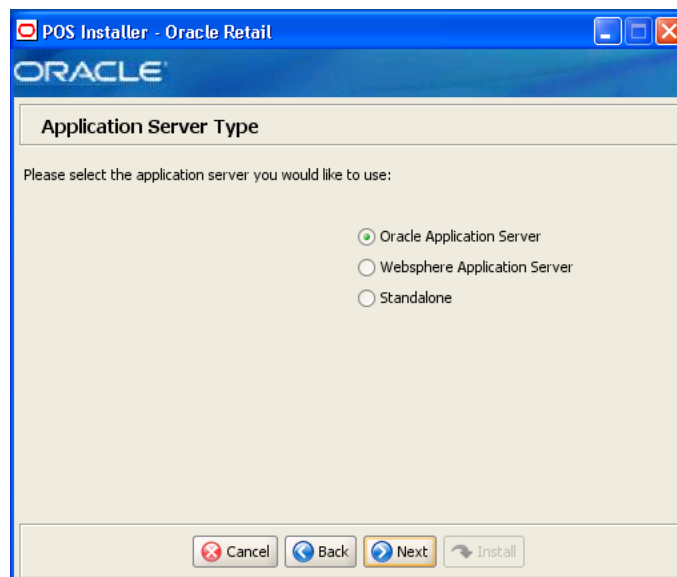 POS Installer - Oracle Retail
ORACLE
Application Server Type
Please select the application server you would like to use:
Oracle Application Server
Websphere Application Server
Standalone
Cancel Back Next Install